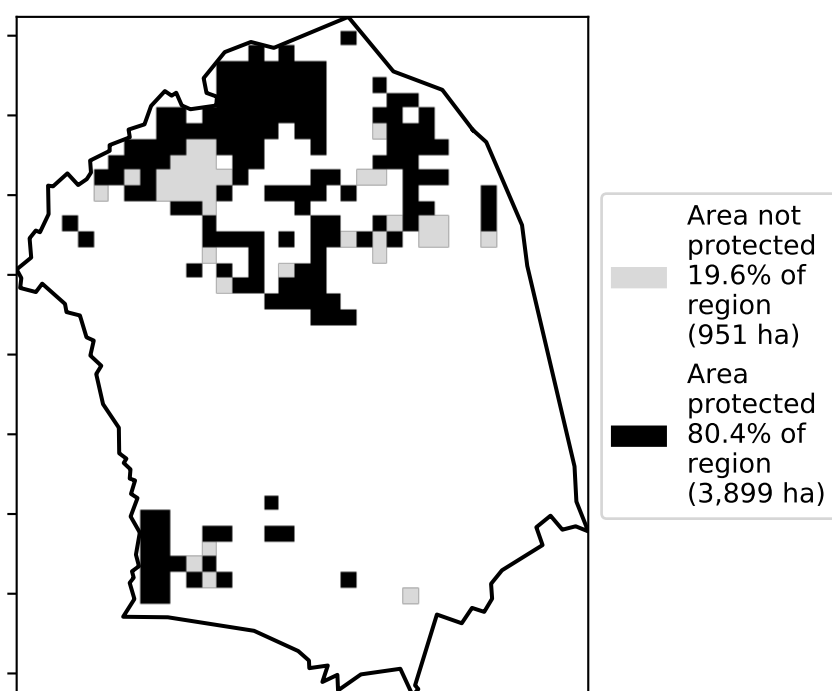 Area not
protected
19.6% of
region
(951 ha)
Area
protected
80.4% of
region
(3,899 ha)